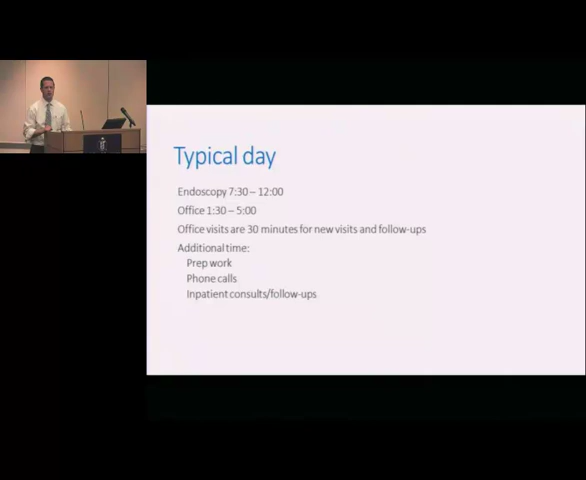 Typical day
Endoscopy 7:30 – 12:00
Office 1:30 – 5:00
Office visits are 30 minutes for new visits and follow-ups
Additional time:
Prep work
Phone calls
Inpatient consults/follow-ups